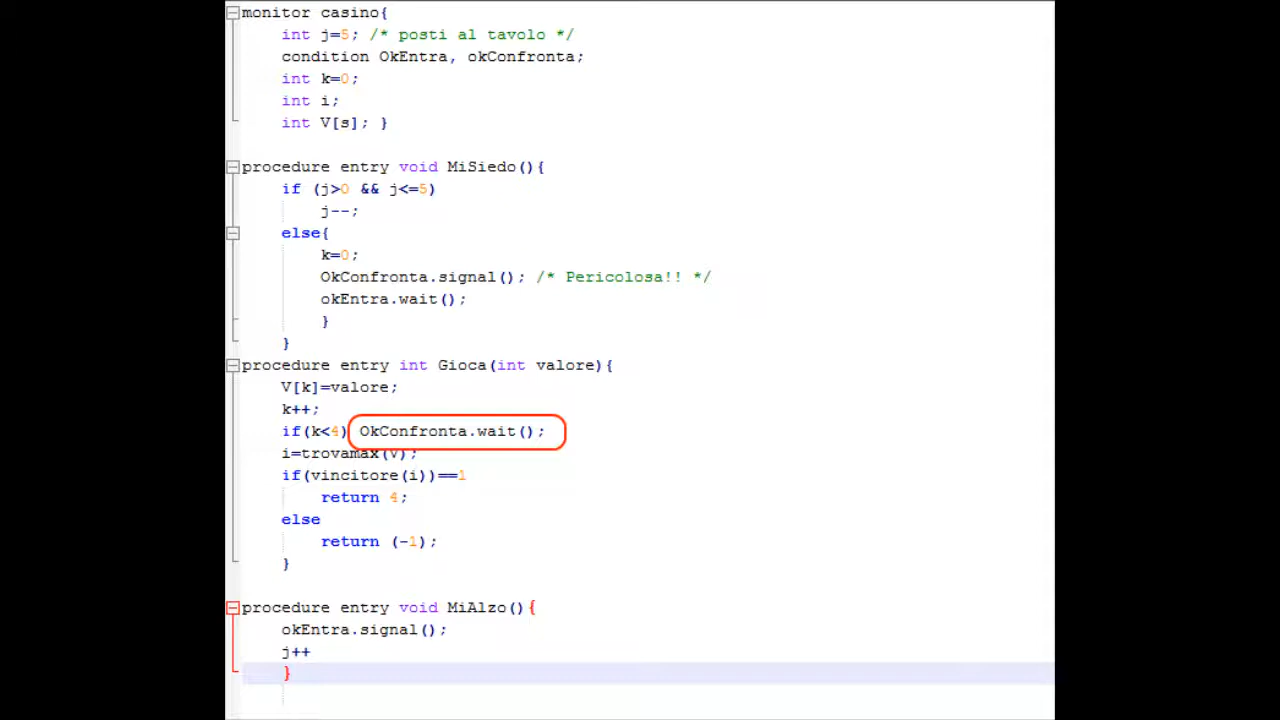 monitor casino{
int j=5; /* posti al tavolo */
condition OkEntra, okConfronta;
int k=0;
int i;
int V[s]; }
procedure entry void MiSiedo(){
if (j>0 && j<=5)
j--;
else{
k=0;
OkConfronta.signal(); /* Pericolosa!! */
okEntra.wait();
}
}
procedure entry int Gioca(int valore){
V[k]=valore;
k++;
if(k<4) OkConfronta.wait();
i=trovamax(V);
if(vincitore(i))==1
return 4;
else
return (-1);
}
procedure entry void MiAlzo(){
okEntra.signal();
j++
}